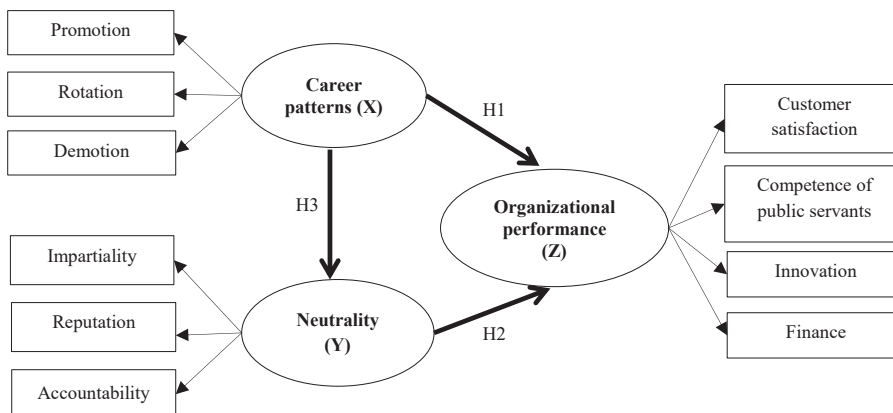 Promotion
Rotation
Demotion
Career
patterns (X)
H1
H3
Impartiality
Reputation
Accountability
Neutrality
(Y)
H2
Organizational
performance
(Z)
Customer
satisfaction
Competence of
public servants
Innovation
Finance